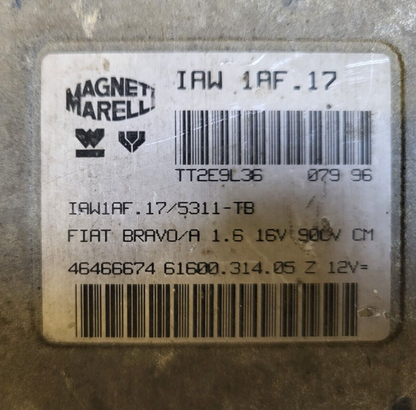 MAGNETI
MARELLI
IAW 1AF.17
TT2E9L36 079 96
IAW1AF.17/5311-TB
FIAT BRAVO/A 1.6 16V 90CV CM
46466674 61600.314.05 Z 12V=